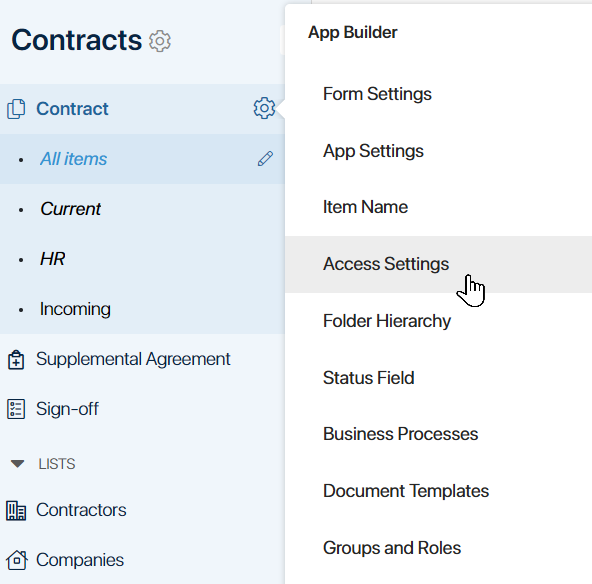 Contracts
Contract
All items
Current
HR
Incoming
Supplemental Agreement
Sign-off
LISTS
Contractors
Companies
App Builder
Form Settings
App Settings
Item Name
Access Settings
Folder Hierarchy
Status Field
Business Processes
Document Templates
Groups and Roles